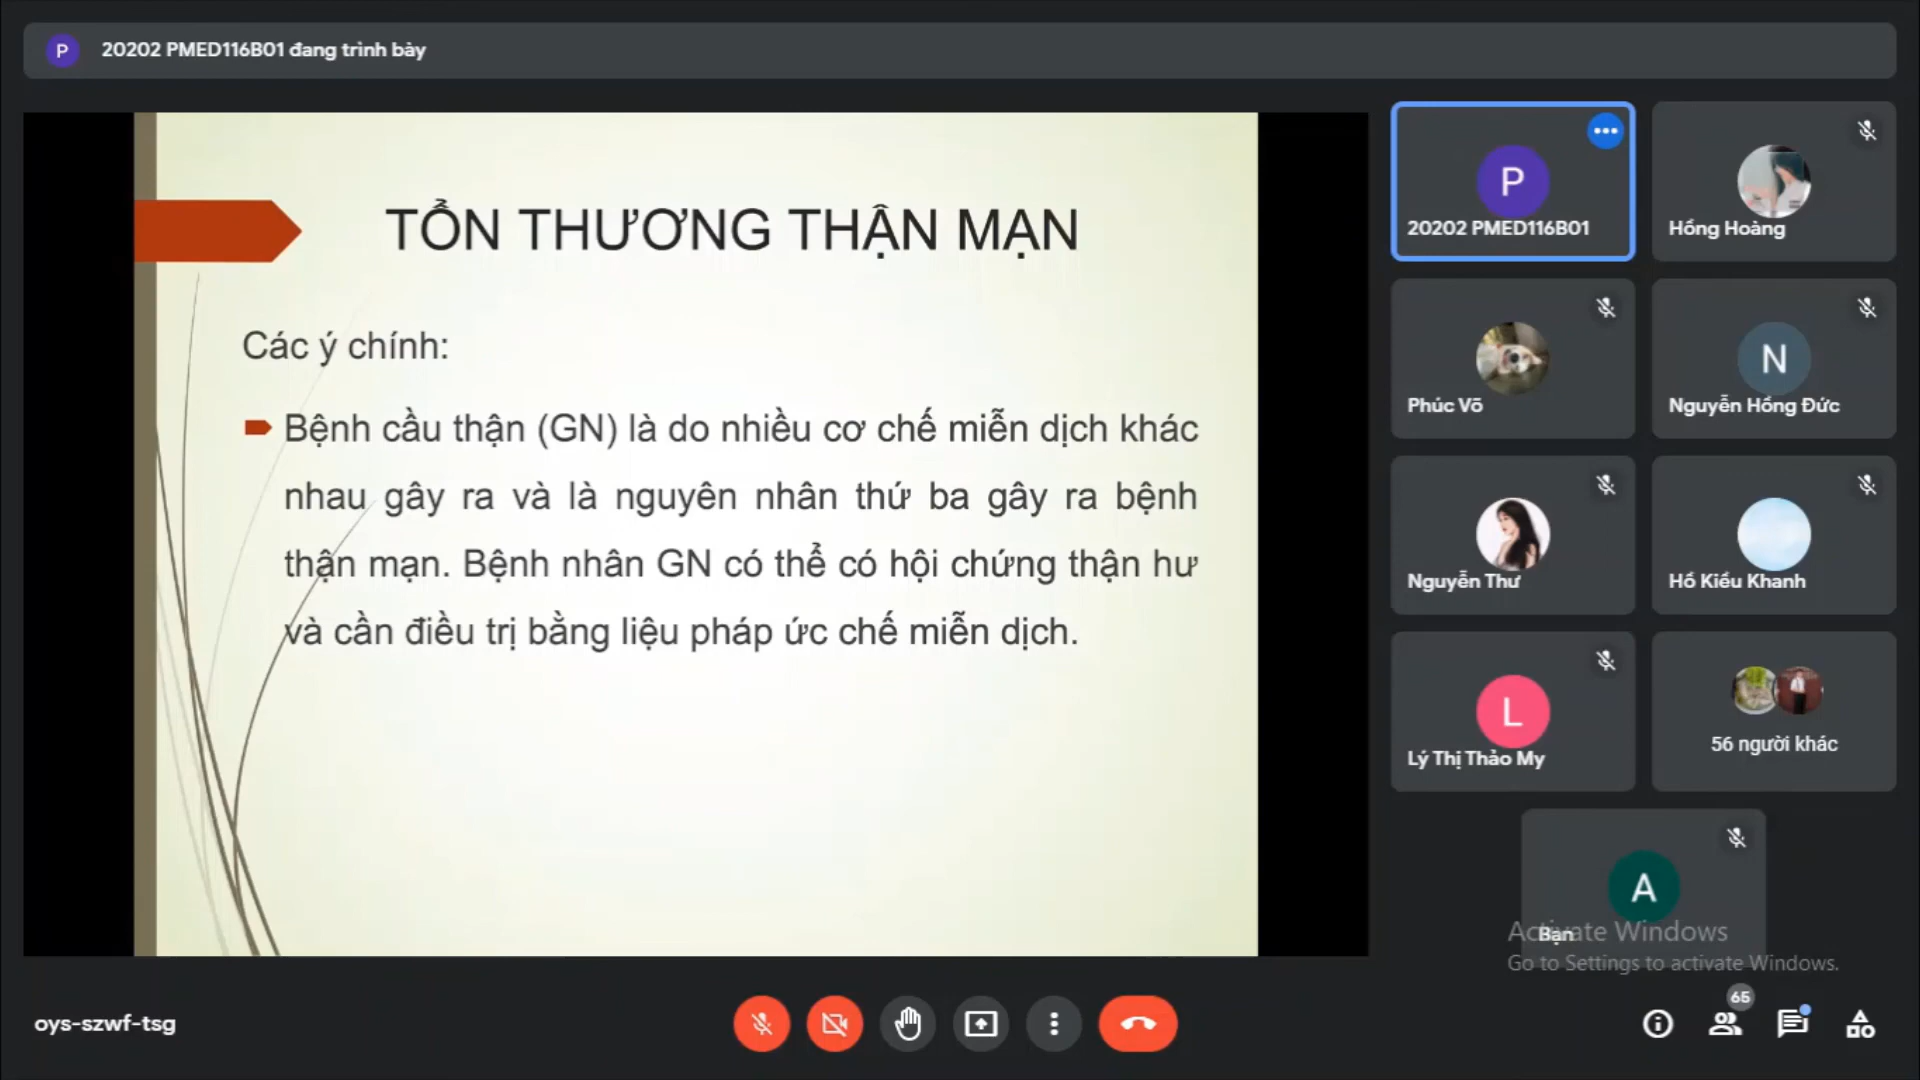 P 20202 PMED116B01 đang trình bày
TỔN THƯƠNG THẬN MẠN
Các ý chính:
Bệnh cầu thận (GN) là do nhiều cơ chế miễn dịch khác
nhau gây ra và là nguyên nhân thứ ba gây ra bệnh
thận mạn. Bệnh nhân GN có thể có hội chứng thận hư
và cần điều trị bằng liệu pháp ức chế miễn dịch.
P
20202 PMED116B01
Hồng Hoàng
Phúc Võ
N
Nguyễn Hồng Đức
Nguyễn Thư
Hồ Kiều Khanh
L
Lý Thị Thảo My
56 người khác
A
Bạn
Activate Windows
Go to Settings to activate Windows.
oys-szwf-tsg
65